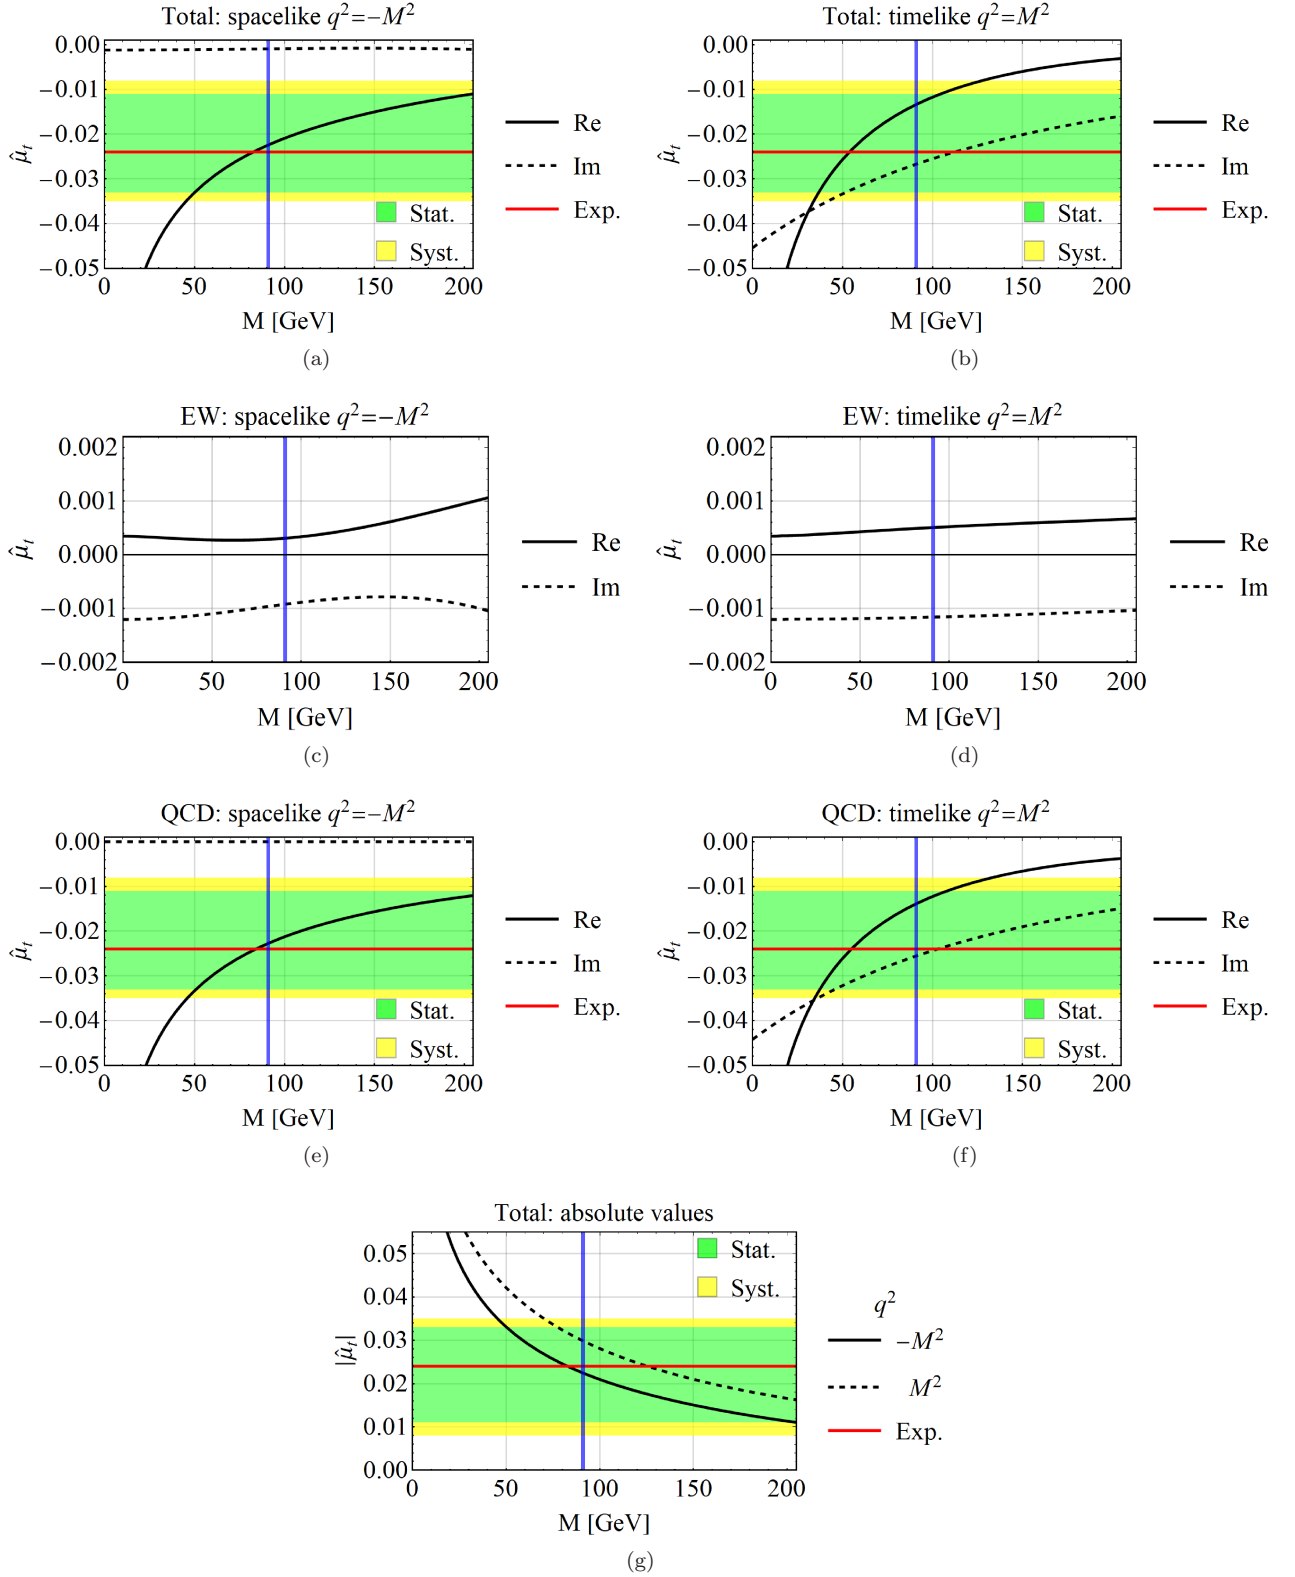 Total: spacelike q²=−M²
0.00
−0.01
−0.02
−0.03
−0.04
−0.05
μ̂ₜ
0 50 100 150 200
M [GeV]
Re
Im
Exp.
Stat.
Syst.
(a)
Total: timelike q²=M²
0.00
−0.01
−0.02
−0.03
−0.04
−0.05
μ̂ₜ
0 50 100 150 200
M [GeV]
Re
Im
Exp.
Stat.
Syst.
(b)
EW: spacelike q²=−M²
0.002
0.001
0.000
−0.001
−0.002
μ̂ₜ
0 50 100 150 200
M [GeV]
Re
Im
(c)
EW: timelike q²=M²
0.002
0.001
0.000
−0.001
−0.002
μ̂ₜ
0 50 100 150 200
M [GeV]
Re
Im
(d)
QCD: spacelike q²=−M²
0.00
−0.01
−0.02
−0.03
−0.04
−0.05
μ̂ₜ
0 50 100 150 200
M [GeV]
Re
Im
Exp.
Stat.
Syst.
(e)
QCD: timelike q²=M²
0.00
−0.01
−0.02
−0.03
−0.04
−0.05
μ̂ₜ
0 50 100 150 200
M [GeV]
Re
Im
Exp.
Stat.
Syst.
(f)
Total: absolute values
0.05
0.04
0.03
0.02
0.01
0.00
|μ̂ₜ|
0 50 100 150 200
M [GeV]
Stat.
Syst.
q²
−M²
M²
Exp.
(g)